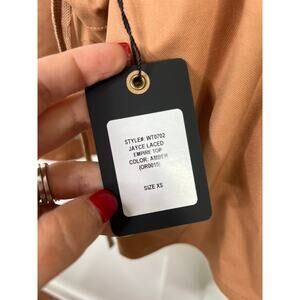 STYLE#: WT0702
JAYCE LACED
EMPIRE TOP
COLOR: AMBER
(OR0015)
SIZE XS